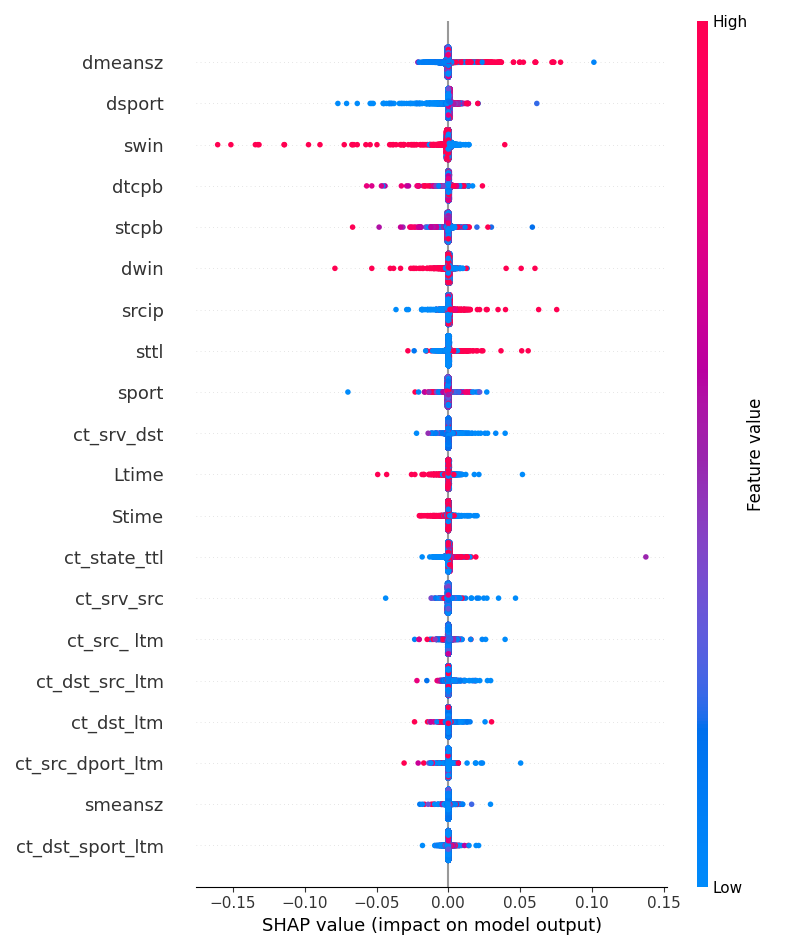 High
dmeansz
dsport
swin
dtcpb
stcpb
dwin
srcip
sttl
sport
ct_srv_dst
Ltime
Stime
ct_state_ttl
ct_srv_src
ct_src_ ltm
ct_dst_src_ltm
ct_dst_ltm
ct_src_dport_ltm
smeansz
ct_dst_sport_ltm
Feature value
Low
−0.15 −0.10 −0.05 0.00 0.05 0.10 0.15
SHAP value (impact on model output)